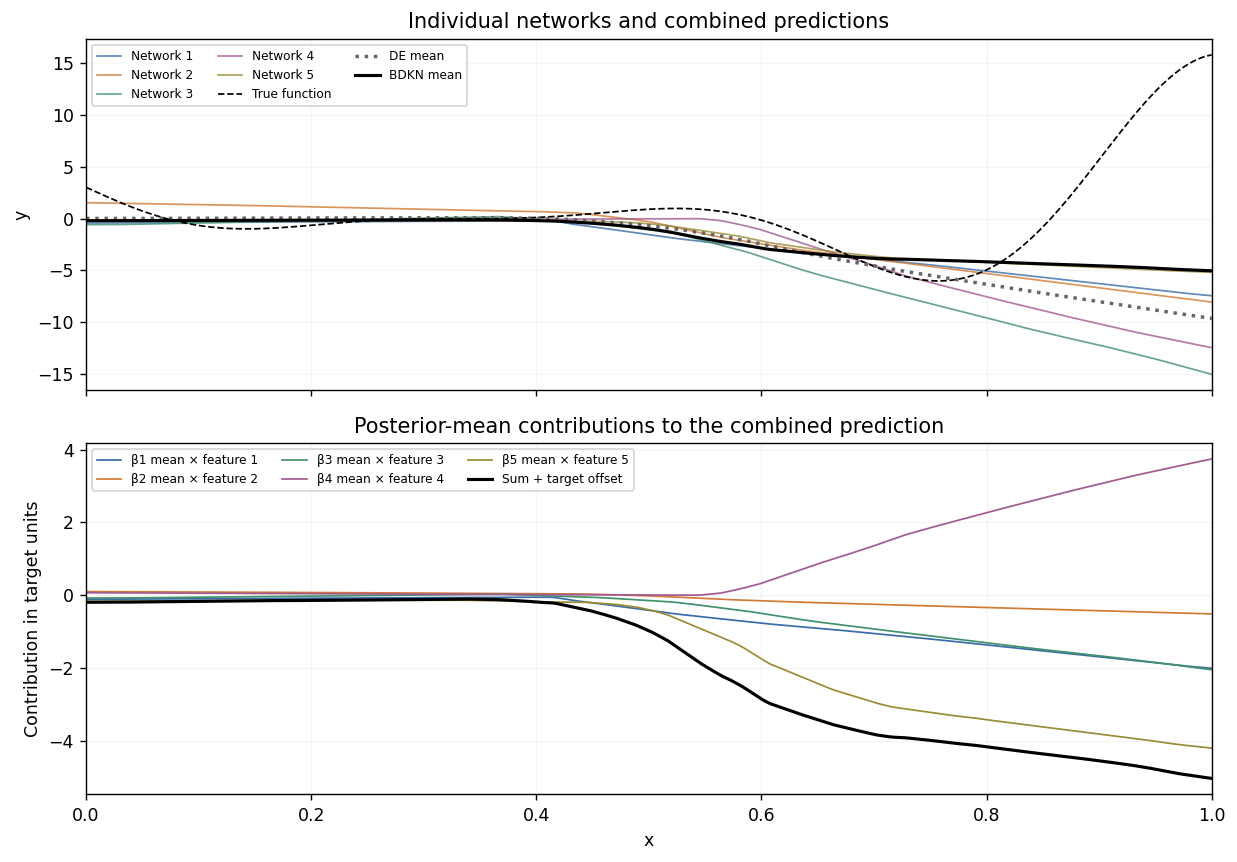 Individual networks and combined predictions
Network 1
Network 2
Network 3
Network 4
Network 5
True function
DE mean
BDKN mean
15
10
5
0
−5
−10
−15
y
Posterior-mean contributions to the combined prediction
β1 mean × feature 1
β2 mean × feature 2
β3 mean × feature 3
β4 mean × feature 4
β5 mean × feature 5
Sum + target offset
4
2
0
−2
−4
Contribution in target units
0.0
0.2
0.4
0.6
0.8
1.0
x